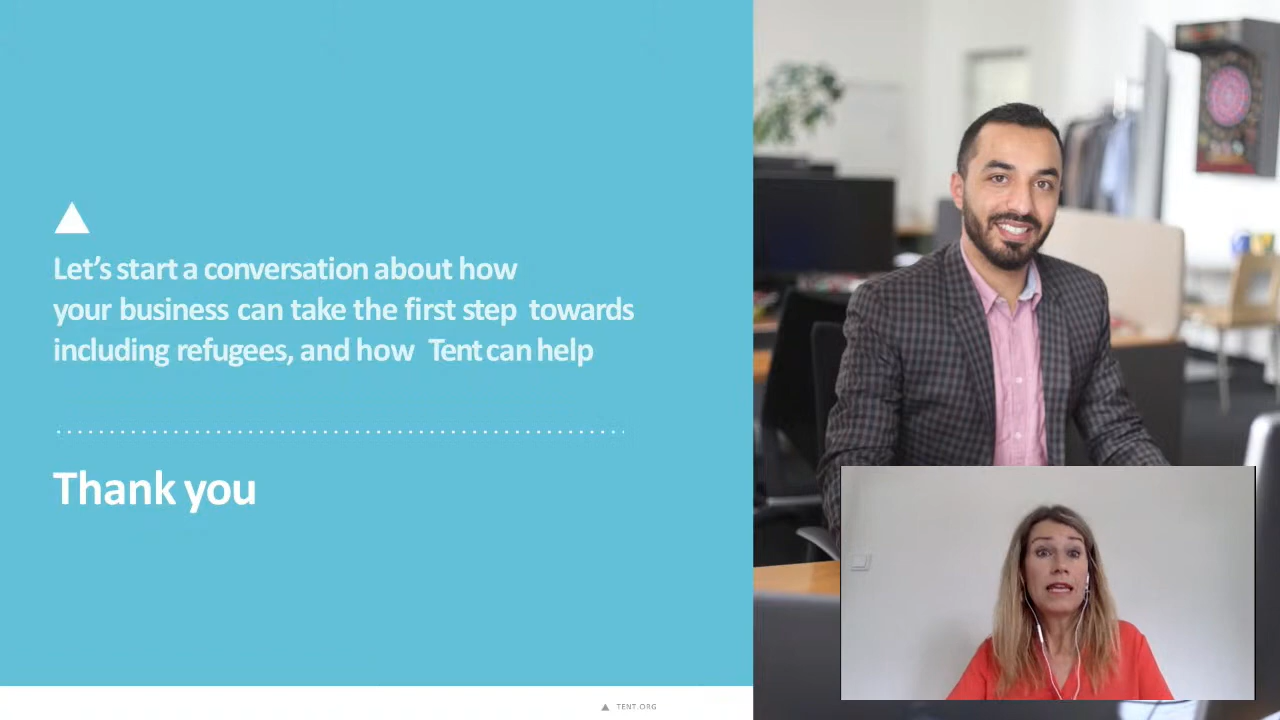 Let's start a conversation about how
your business can take the first step towards
including refugees, and how Tent can help
Thank you
TENT.ORG